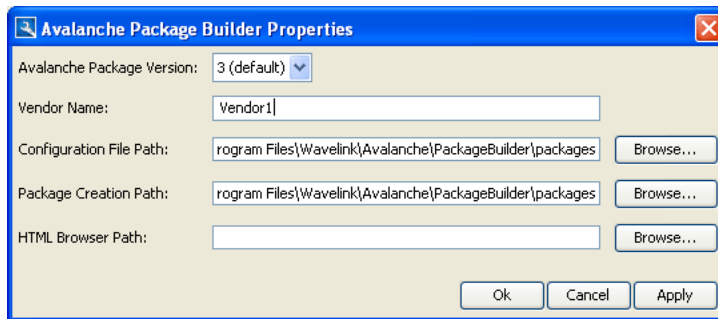 Avalanche Package Builder Properties
Avalanche Package Version: 3 (default)
Vendor Name: Vendor1
Configuration File Path: rogram Files\Wavelink\Avalanche\PackageBuilder\packages Browse...
Package Creation Path: rogram Files\Wavelink\Avalanche\PackageBuilder\packages Browse...
HTML Browser Path: Browse...
Ok Cancel Apply